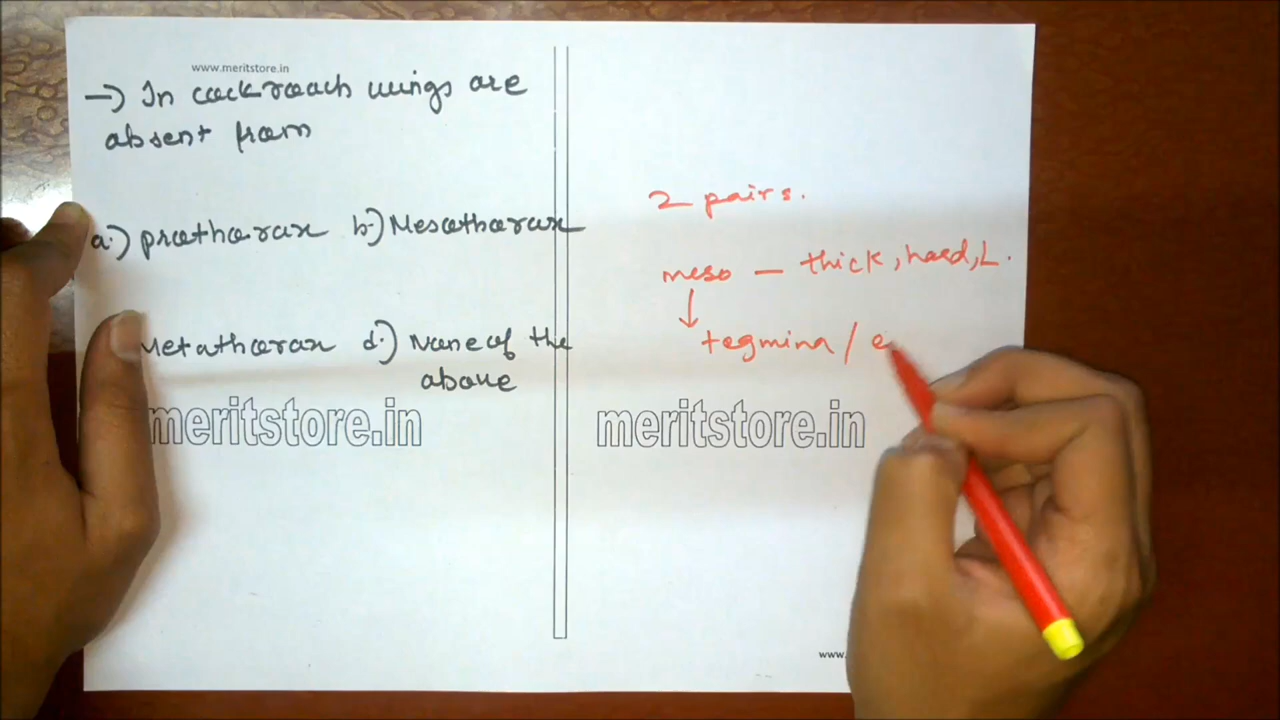 www.meritstore.in
→ In cockroach wings are
absent from
a.) prothorax b.) Mesothorax
Metathorax d.) None of the
above
meritstore.in
2 pairs.
meso — thick, hard, L.
↓
tegmina / e
meritstore.in
www.